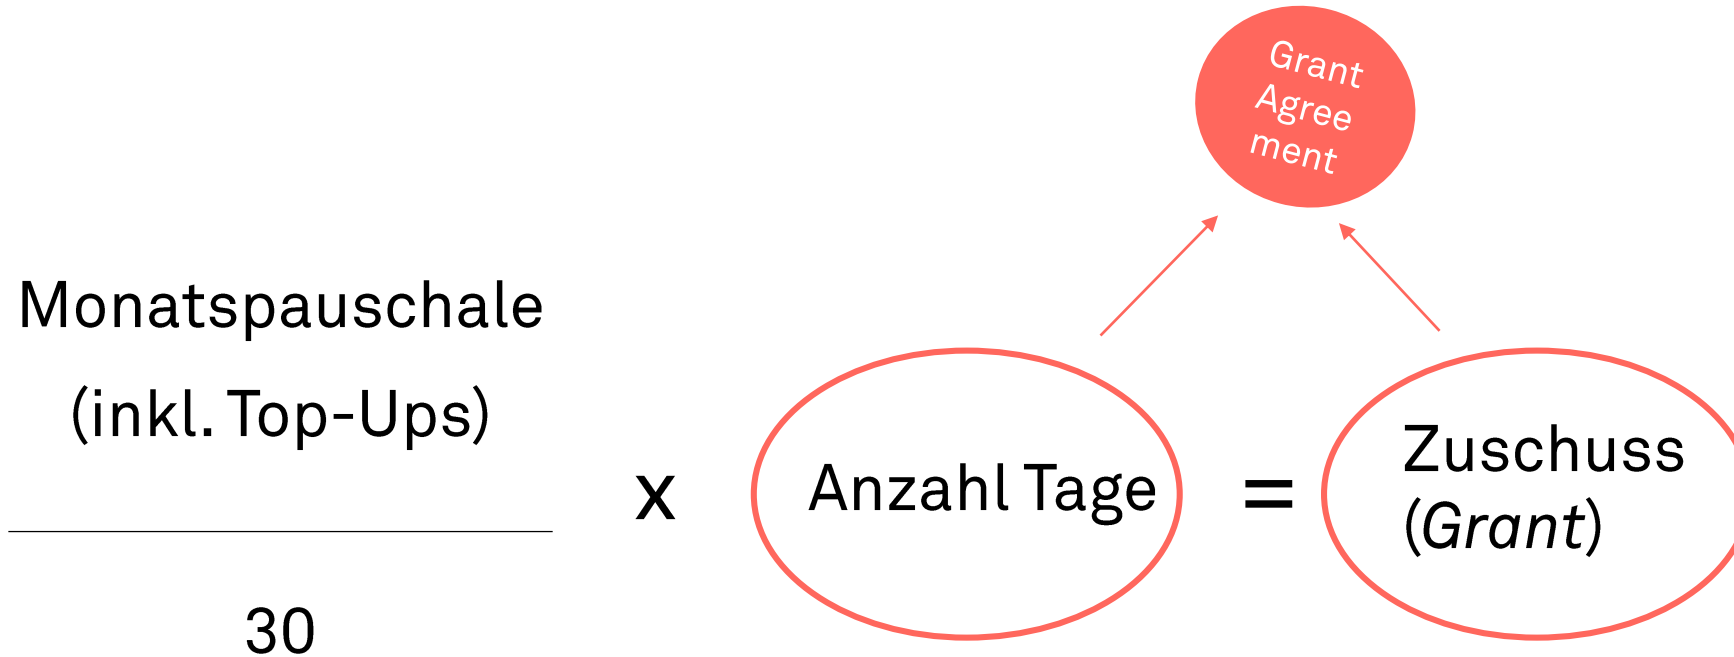 Grant
Agree
ment
Monatspauschale
(inkl. Top-Ups)
30
x
Anzahl Tage
=
Zuschuss
(Grant)